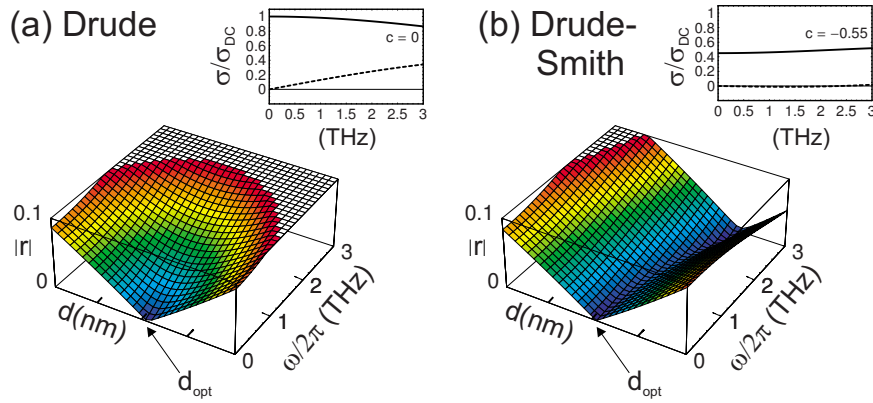 (a) Drude
σ/σDC
1
0.8
0.6
0.4
0.2
0
c = 0
0 0.5 1 1.5 2 2.5 3
(THz)
0.1
|r|
0
d(nm)
dopt
0
1
2
3
ω/2π (THz)
(b) Drude-
Smith
σ/σDC
1
0.8
0.6
0.4
0.2
0
c = −0.55
0 0.5 1 1.5 2 2.5 3
(THz)
0.1
|r|
0
d(nm)
dopt
0
1
2
3
ω/2π (THz)